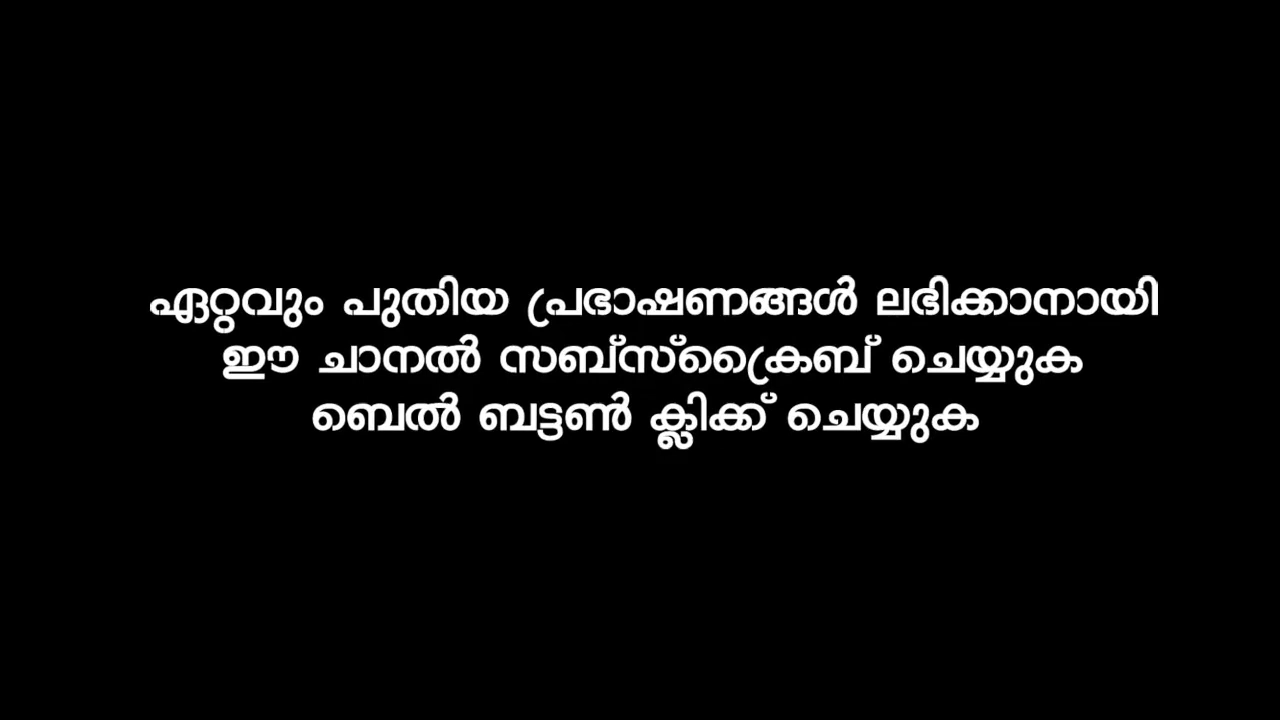 ഏറ്റവും പുതിയ പ്രഭാഷണങ്ങൾ ലഭിക്കാനായി
ഈ ചാനൽ സബ്സ്ക്രൈബ് ചെയ്യുക
ബെൽ ബട്ടൺ ക്ലിക്ക് ചെയ്യുക